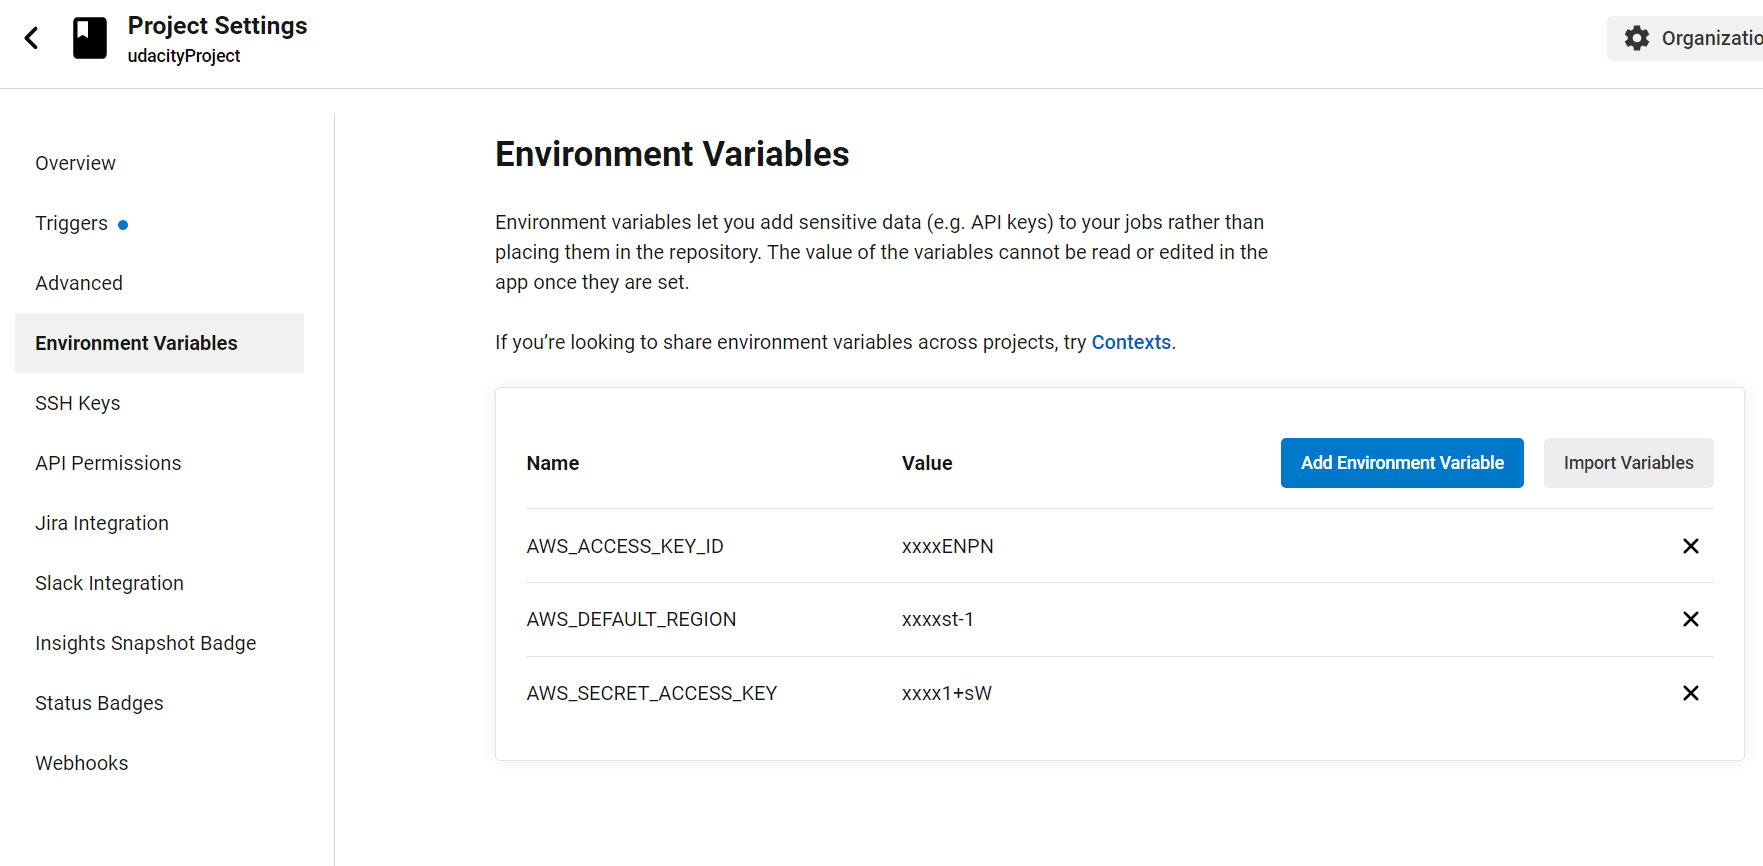 Project Settings
udacityProject
Organizatio
Overview
Triggers
Advanced
Environment Variables
SSH Keys
API Permissions
Jira Integration
Slack Integration
Insights Snapshot Badge
Status Badges
Webhooks
Environment Variables
Environment variables let you add sensitive data (e.g. API keys) to your jobs rather than
placing them in the repository. The value of the variables cannot be read or edited in the
app once they are set.
If you’re looking to share environment variables across projects, try Contexts.
Name Value Add Environment Variable Import Variables
AWS_ACCESS_KEY_ID xxxxENPN
AWS_DEFAULT_REGION xxxxst-1
AWS_SECRET_ACCESS_KEY xxxx1+sW